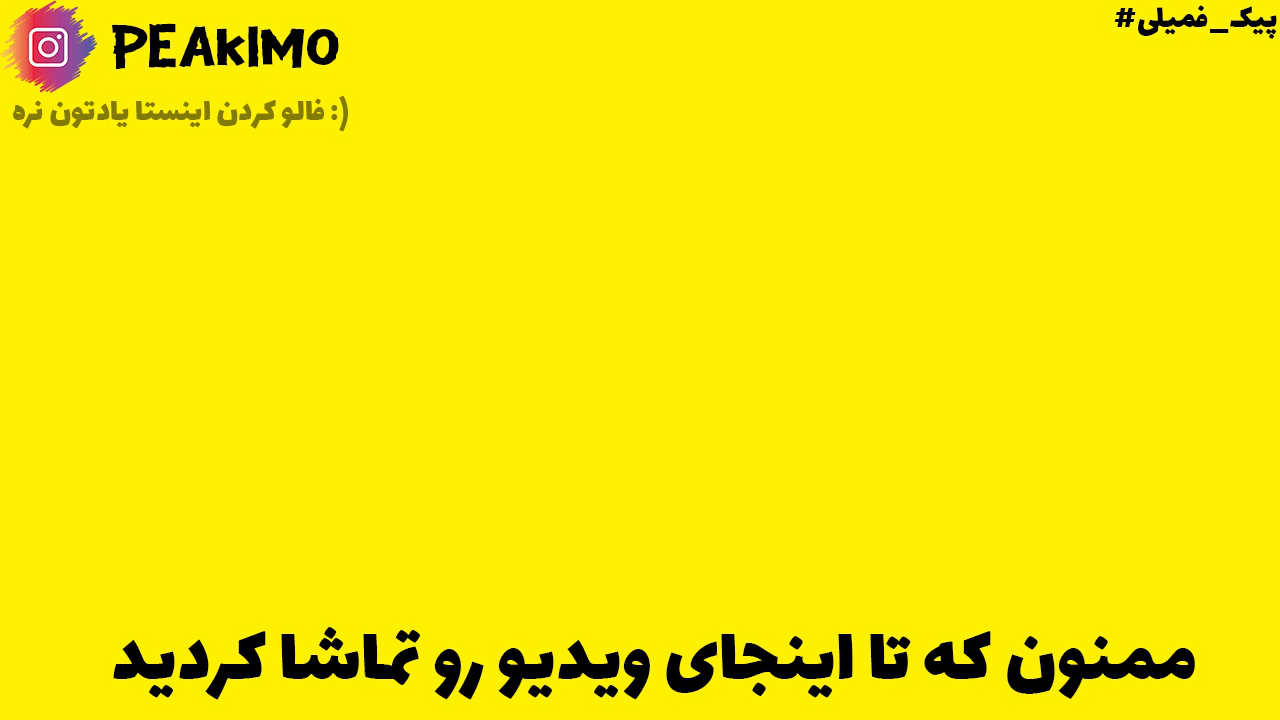 PEAkIMO
#پیک_فمیلی
فالو کردن اینستا یادتون نره :)
ممنون که تا اینجای ویدیو رو تماشا کردید